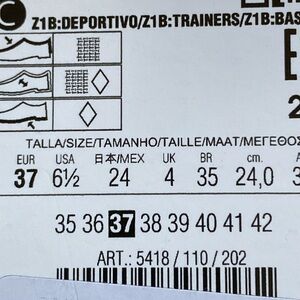 C
Z1B:DEPORTIVO/Z1B:TRAINERS/Z1B:BAS
E
2
TALLA/SIZE/TAMANHO/TAILLE/MAAT/ΜΕΓΕΘΟΣ
EUR USA 日本/MEX UK BR cm.
37 6½ 24 4 35 24,0 3
35 36 37 38 39 40 41 42
ART.: 5418 / 110 / 202